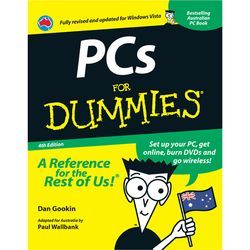 Fully revised and updated for Windows Vista
Bestselling
Australian
PC Book
PCs
FOR
DUMMIES®
4th Edition
Set up your PC, get
online, burn DVDs and
go wireless!
A Reference
for the
Rest of Us!®
Dan Gookin
Adapted for Australia by
Paul Wallbank